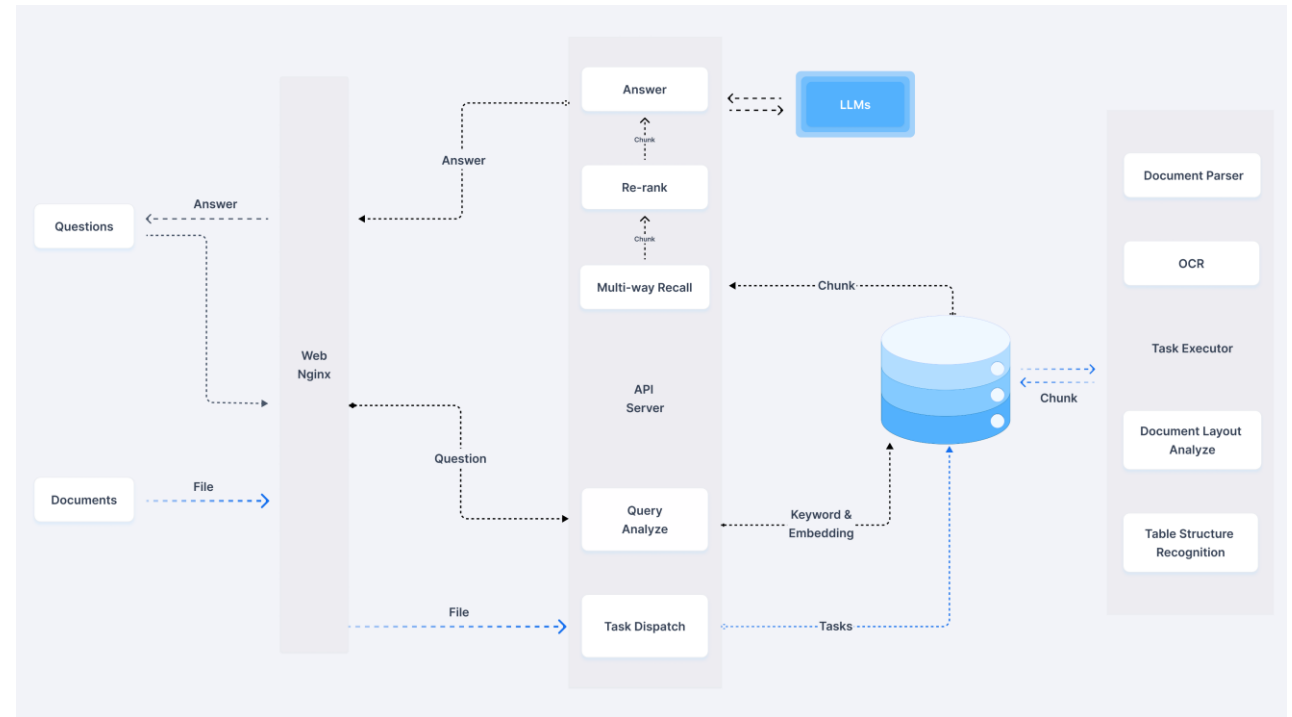 Questions
Documents
Answer
File
Web
Nginx
Answer
Question
File
Answer
Chunk
Re-rank
Chunk
Multi-way Recall
API
Server
Query
Analyze
Task Dispatch
LLMs
Chunk
Keyword &
Embedding
Tasks
Chunk
Document Parser
OCR
Task Executor
Document Layout
Analyze
Table Structure
Recognition